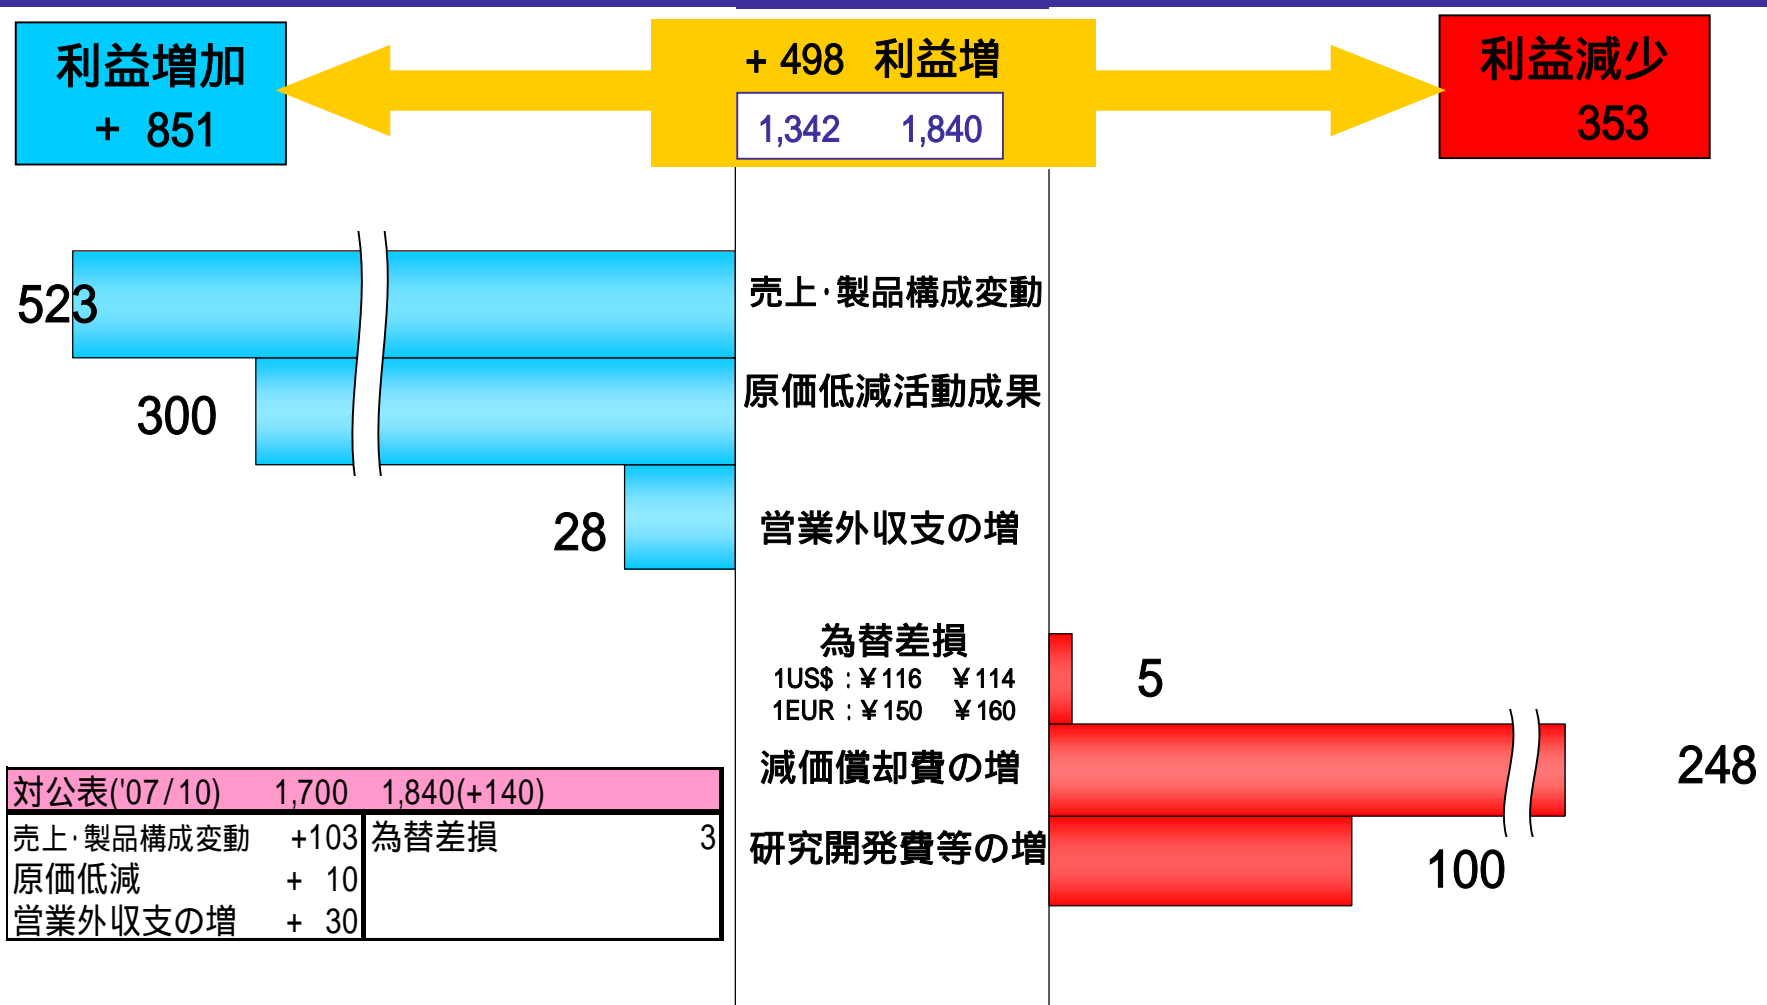 利益増加
+ 851
+ 498 利益増
1,342 1,840
利益減少
353
523
売上・製品構成変動
300
原価低減活動成果
28
営業外収支の増
為替差損
1US$ : ¥116 ¥114
1EUR : ¥150 ¥160
5
減価償却費の増
248
研究開発費等の増
100
対公表('07/10) 1,700 1,840(+140)
売上・製品構成変動 +103 為替差損 3
原価低減 + 10
営業外収支の増 + 30